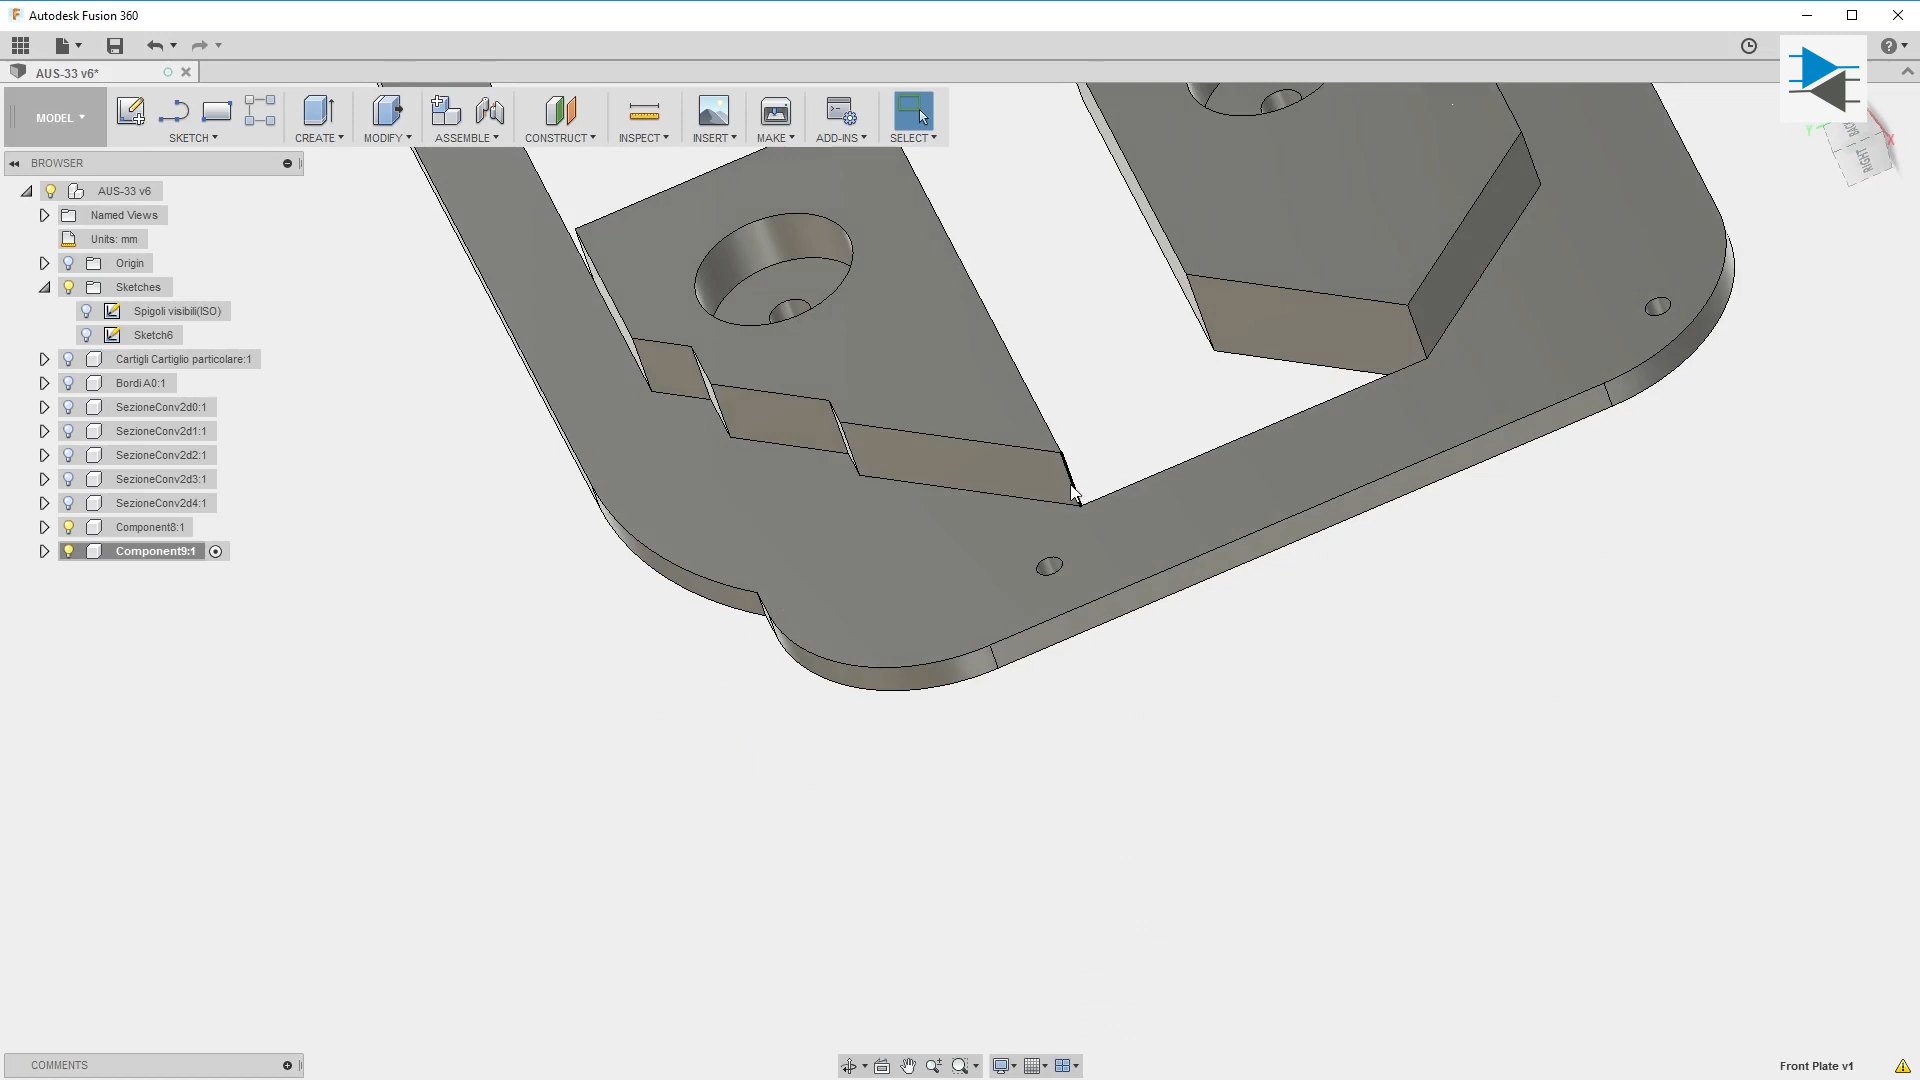 Autodesk Fusion 360
AUS-33 v6*
MODEL
SKETCH
CREATE
MODIFY
ASSEMBLE
CONSTRUCT
INSPECT
INSERT
MAKE
ADD-INS
SELECT
BACK
RIGHT
Y
X
BROWSER
AUS-33 v6
Named Views
Units: mm
Origin
Sketches
Spigoli visibili(ISO)
Sketch6
Cartigli Cartiglio particolare:1
Bordi A0:1
SezioneConv2d0:1
SezioneConv2d1:1
SezioneConv2d2:1
SezioneConv2d3:1
SezioneConv2d4:1
Component8:1
Component9:1
COMMENTS
Front Plate v1